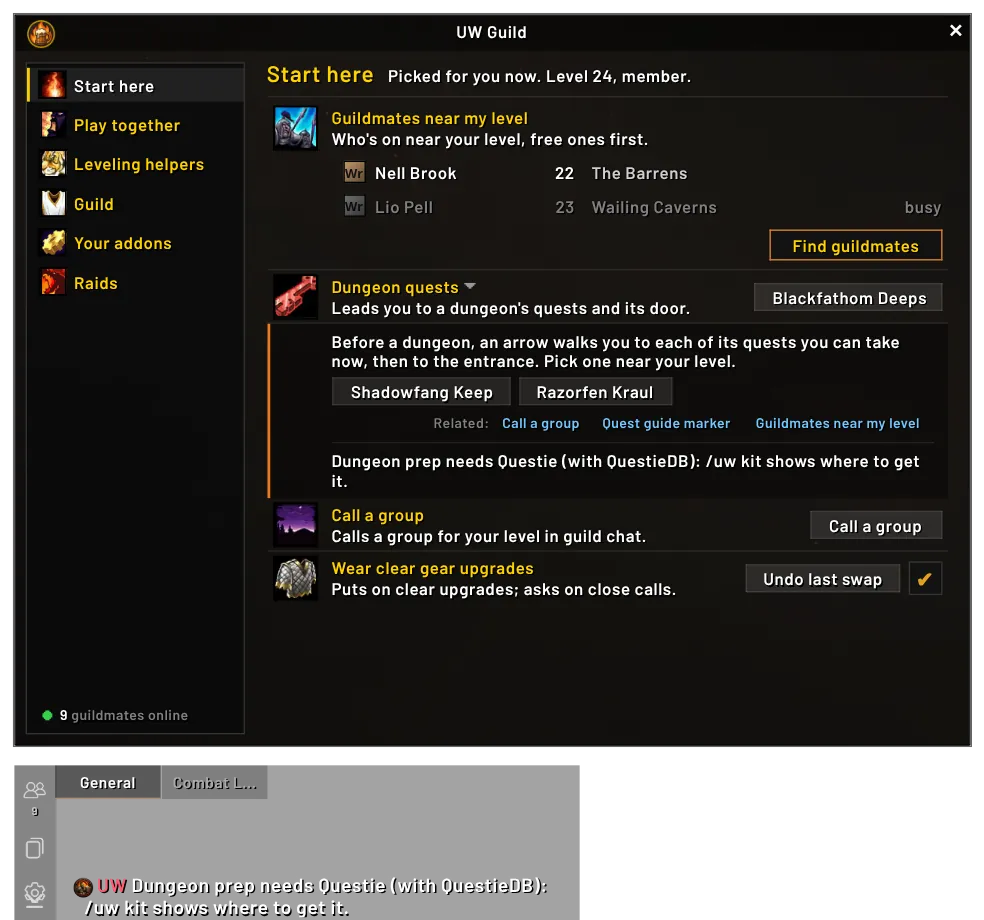 UW Guild
Start here
Play together
Leveling helpers
Guild
Your addons
Raids
9 guildmates online
Start here Picked for you now. Level 24, member.
Guildmates near my level
Who's on near your level, free ones first.
Wr Nell Brook 22 The Barrens
Wr Lio Pell 23 Wailing Caverns busy
Find guildmates
Dungeon quests
Leads you to a dungeon's quests and its door.
Blackfathom Deeps
Before a dungeon, an arrow walks you to each of its quests you can take
now, then to the entrance. Pick one near your level.
Shadowfang Keep Razorfen Kraul
Related: Call a group Quest guide marker Guildmates near my level
Dungeon prep needs Questie (with QuestieDB): /uw kit shows where to get
it.
Call a group
Calls a group for your level in guild chat.
Call a group
Wear clear gear upgrades
Puts on clear upgrades; asks on close calls.
Undo last swap
General Combat L...
9
UW Dungeon prep needs Questie (with QuestieDB):
/uw kit shows where to get it.